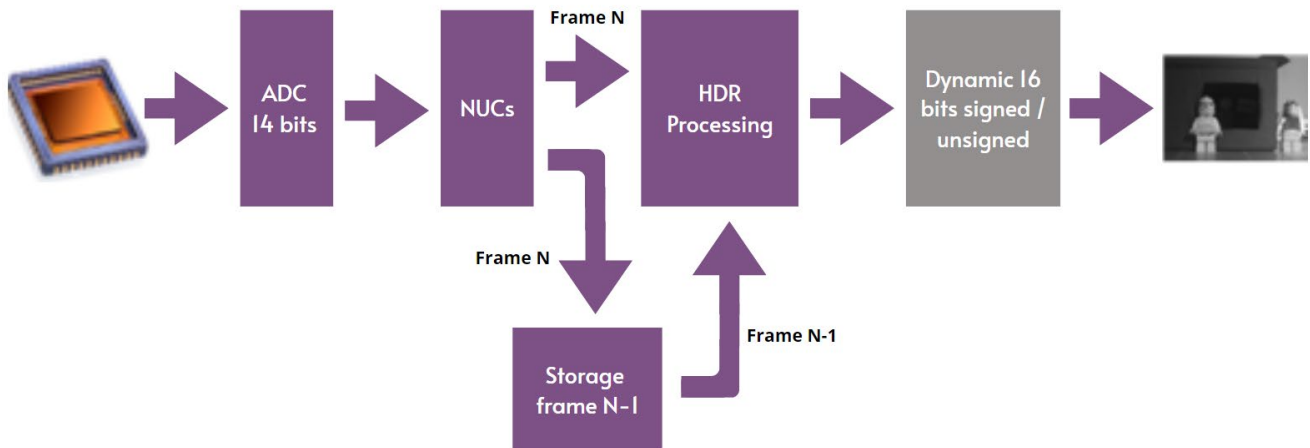 Frame N
ADC
14 bits
NUCs
HDR
Processing
Dynamic 16
bits signed /
unsigned
Frame N
Frame N-1
Storage
frame N-1